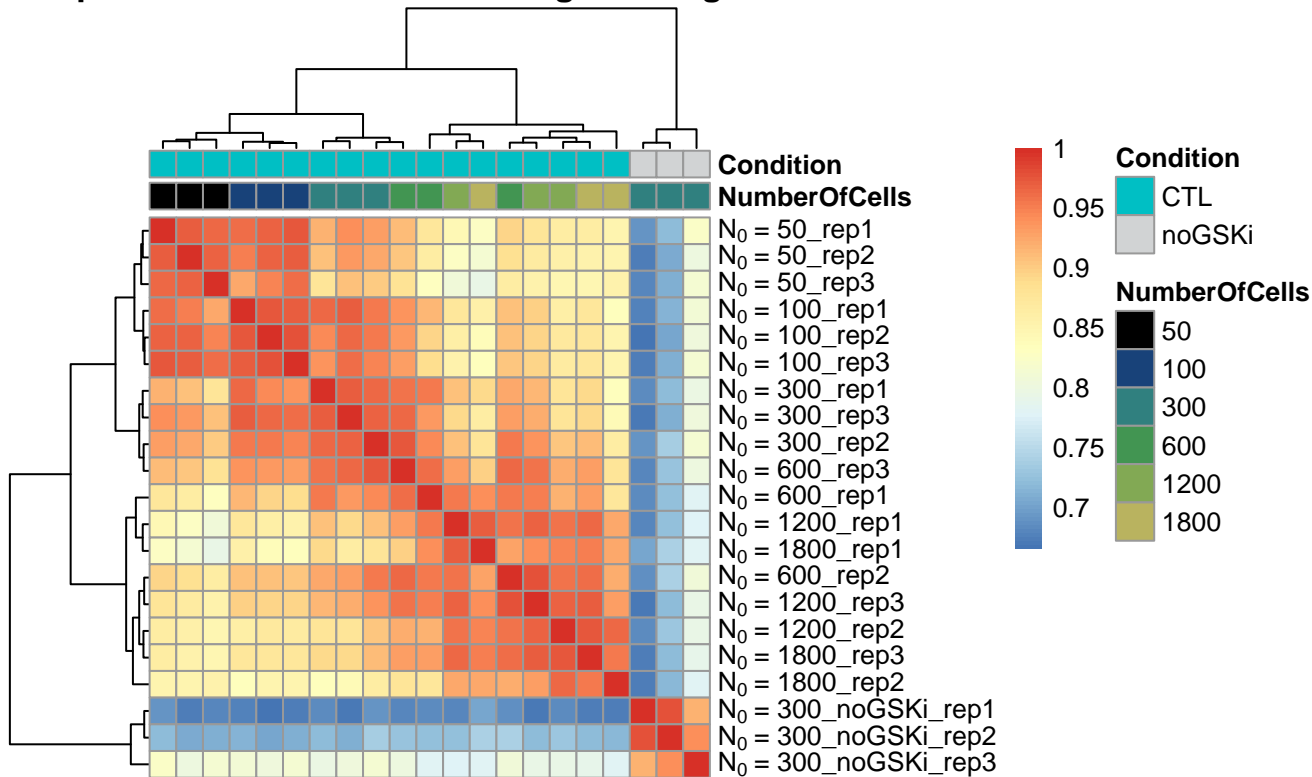 Condition
NumberOfCells
N₀ = 50_rep1
N₀ = 50_rep2
N₀ = 50_rep3
N₀ = 100_rep1
N₀ = 100_rep2
N₀ = 100_rep3
N₀ = 300_rep1
N₀ = 300_rep3
N₀ = 300_rep2
N₀ = 600_rep3
N₀ = 600_rep1
N₀ = 1200_rep1
N₀ = 1800_rep1
N₀ = 600_rep2
N₀ = 1200_rep3
N₀ = 1200_rep2
N₀ = 1800_rep3
N₀ = 1800_rep2
N₀ = 300_noGSKi_rep1
N₀ = 300_noGSKi_rep2
N₀ = 300_noGSKi_rep3
1
0.95
0.9
0.85
0.8
0.75
0.7
Condition
CTL
noGSKi
NumberOfCells
50
100
300
600
1200
1800